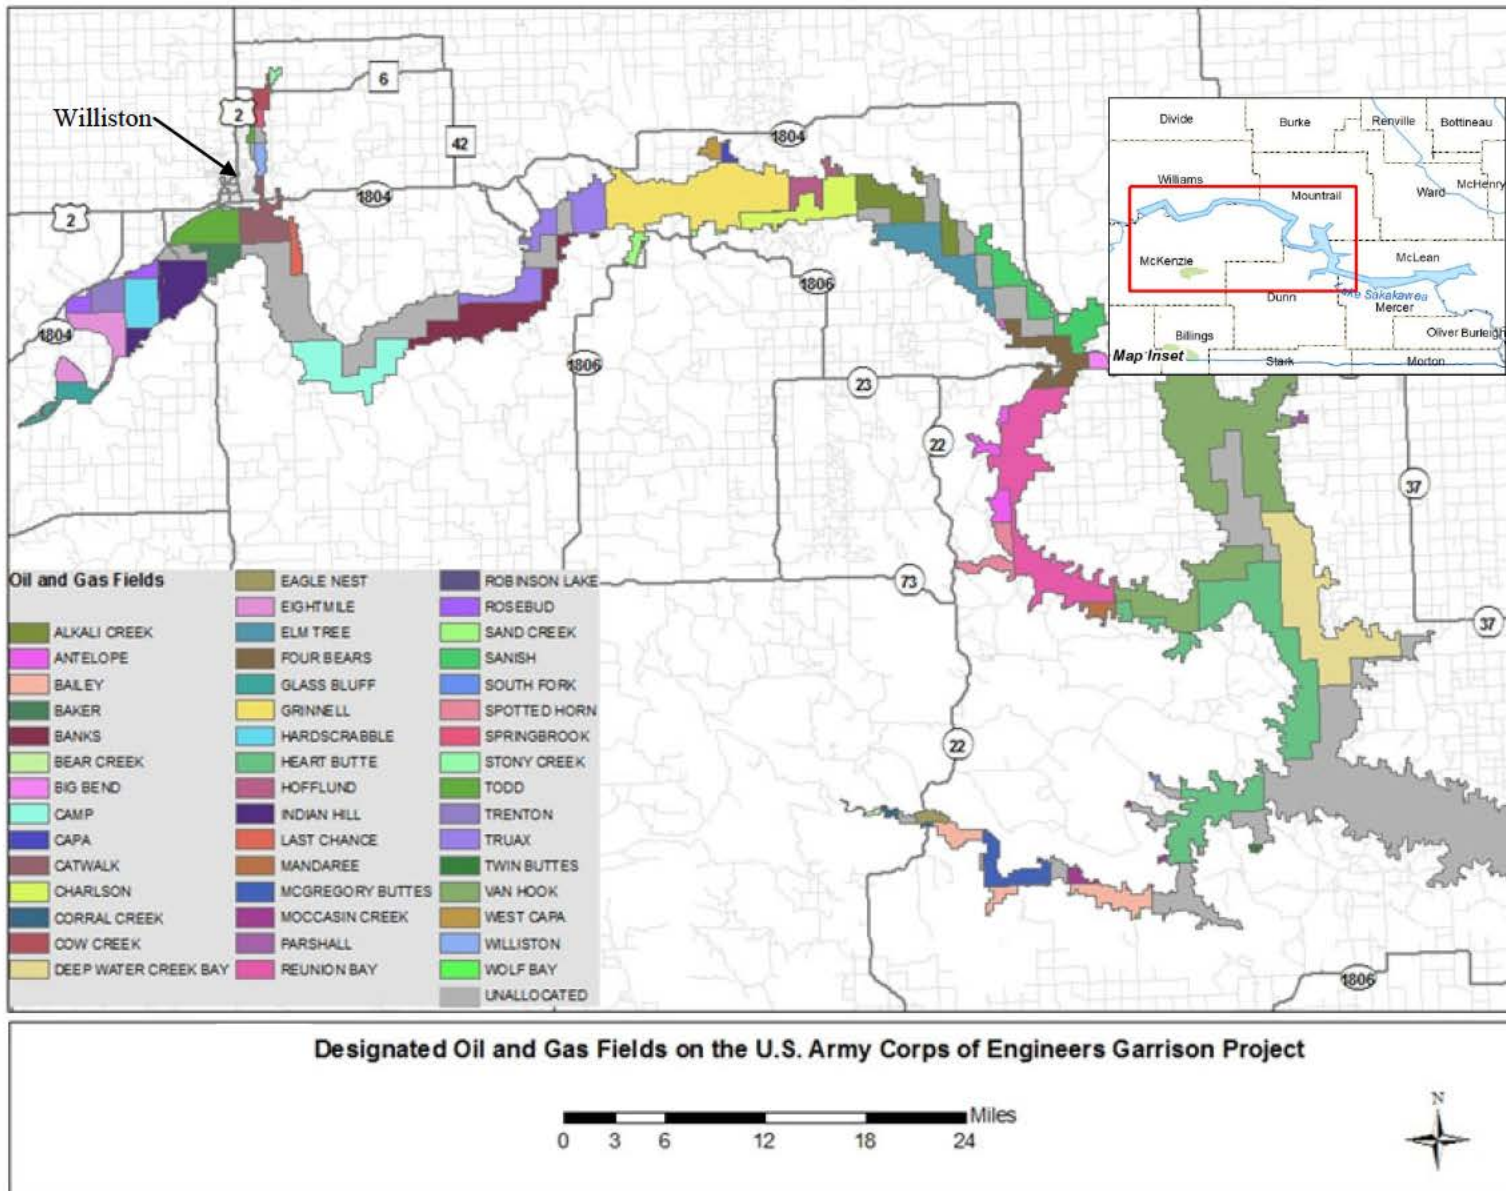 Williston
2
6
42
1804
1804
2
1804
1806
1806
23
22
37
73
37
22
1806
Divide
Burke
Renville
Bottineau
Williams
Mountrail
Ward
McHenry
McKenzie
McLean
Dunn
Lake Sakakawea
Mercer
Billings
Oliver
Burleigh
Map Inset
Stark
Morton
Oil and Gas Fields
ALKALI CREEK
ANTELOPE
BAILEY
BAKER
BANKS
BEAR CREEK
BIG BEND
CAMP
CAPA
CATWALK
CHARLSON
CORRAL CREEK
COW CREEK
DEEP WATER CREEK BAY
EAGLE NEST
EIGHTMILE
ELM TREE
FOUR BEARS
GLASS BLUFF
GRINNELL
HARDSCRABBLE
HEART BUTTE
HOFFLUND
INDIAN HILL
LAST CHANCE
MANDAREE
MCGREGORY BUTTES
MOCCASIN CREEK
PARSHALL
REUNION BAY
ROBINSON LAKE
ROSEBUD
SAND CREEK
SANISH
SOUTH FORK
SPOTTED HORN
SPRINGBROOK
STONY CREEK
TODD
TRENTON
TRUAX
TWIN BUTTES
VAN HOOK
WEST CAPA
WILLISTON
WOLF BAY
UNALLOCATED
Designated Oil and Gas Fields on the U.S. Army Corps of Engineers Garrison Project
Miles
0 3 6 12 18 24
N